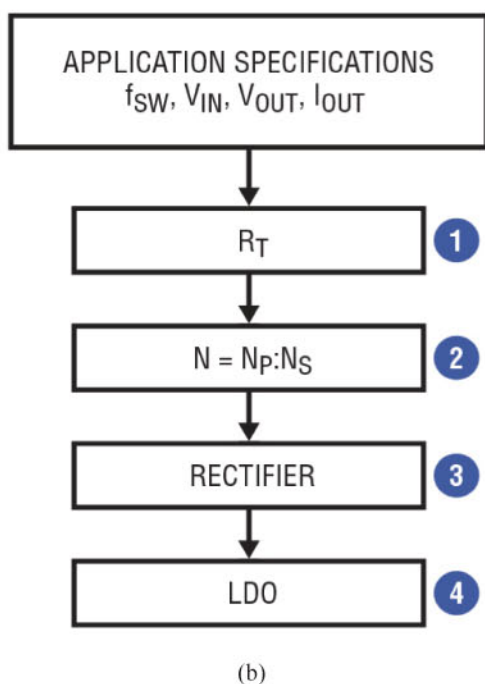 APPLICATION SPECIFICATIONS
fSW, VIN, VOUT, IOUT
RT
1
N = NP:NS
2
RECTIFIER
3
LDO
4
(b)